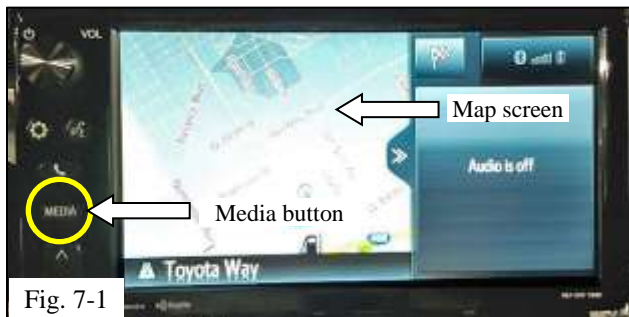 VOL
Map screen
Audio is off
MEDIA
Media button
Toyota Way
Fig. 7-1